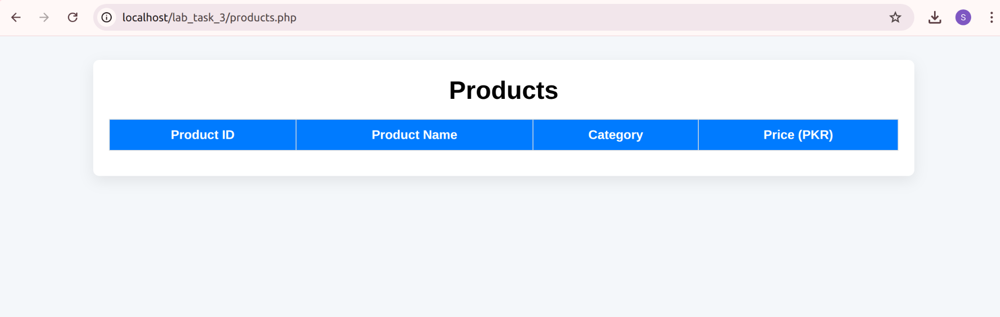 localhost/lab_task_3/products.php
S
Products
Product ID Product Name Category Price (PKR)